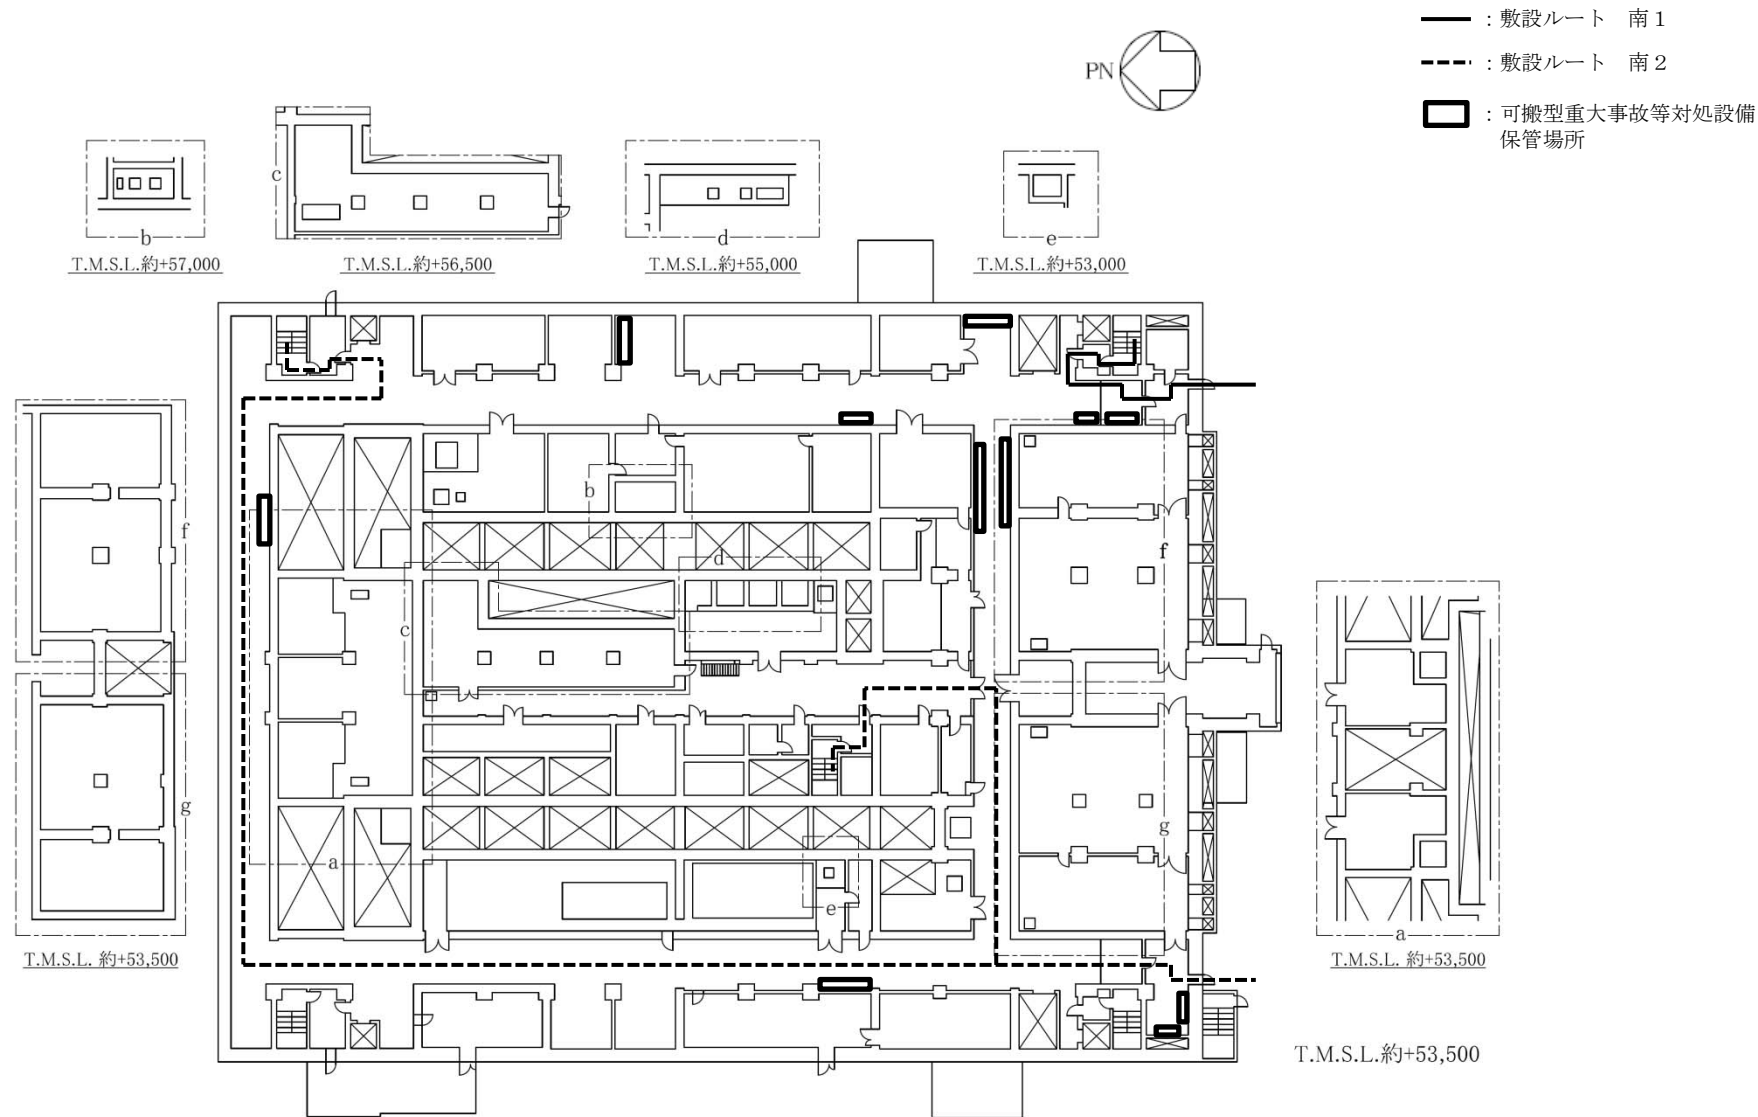 ：敷設ルート　南１
：敷設ルート　南２
：可搬型重大事故等対処設備
保管場所
PN
b
T.M.S.L.約+57,000
c
T.M.S.L.約+56,500
d
T.M.S.L.約+55,000
e
T.M.S.L.約+53,000
f
g
T.M.S.L. 約+53,500
b
d
c
a
e
f
g
a
T.M.S.L. 約+53,500
T.M.S.L.約+53,500